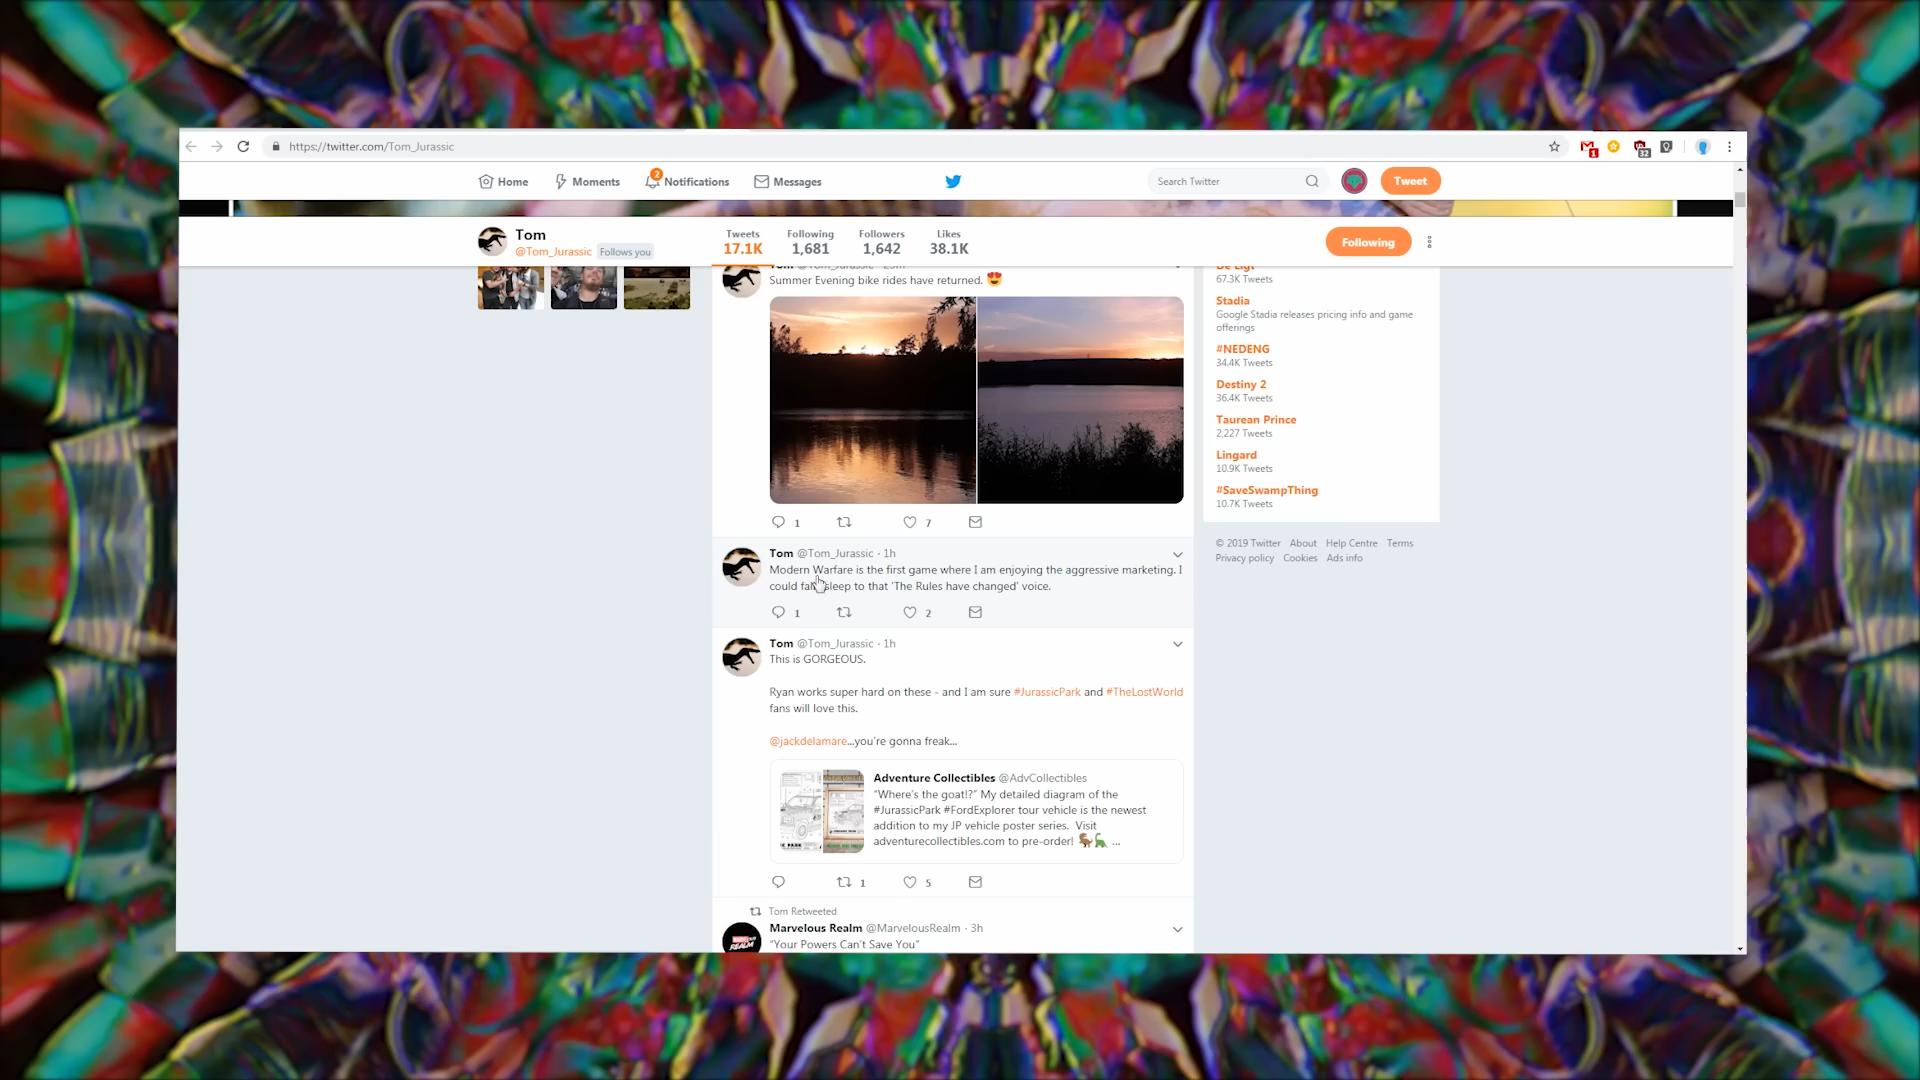 https://twitter.com/Tom_Jurassic
1
32
Home
Moments
2
Notifications
Messages
Search Twitter
Tweet
Tom
@Tom_Jurassic Follows you
Tweets
17.1K
Following
1,681
Followers
1,642
Likes
38.1K
Following
Summer Evening bike rides have returned. 😍
1
7
Tom @Tom_Jurassic · 1h
Modern Warfare is the first game where I am enjoying the aggressive marketing. I
could fall asleep to that 'The Rules have changed' voice.
1
2
Tom @Tom_Jurassic · 1h
This is GORGEOUS.
Ryan works super hard on these - and I am sure #JurassicPark and #TheLostWorld
fans will love this.
@jackdelamare...you're gonna freak...
Adventure Collectibles @AdvCollectibles
“Where's the goat!?” My detailed diagram of the
#JurassicPark #FordExplorer tour vehicle is the newest
addition to my JP vehicle poster series. Visit
adventurecollectibles.com to pre-order! 🦖🦕 ...
1
5
Tom Retweeted
Marvelous Realm @MarvelousRealm · 3h
“Your Powers Can't Save You”
De Ligt
67.3K Tweets
Stadia
Google Stadia releases pricing info and game
offerings
#NEDENG
34.4K Tweets
Destiny 2
36.4K Tweets
Taurean Prince
2,227 Tweets
Lingard
10.9K Tweets
#SaveSwampThing
10.7K Tweets
© 2019 Twitter About Help Centre Terms
Privacy policy Cookies Ads info